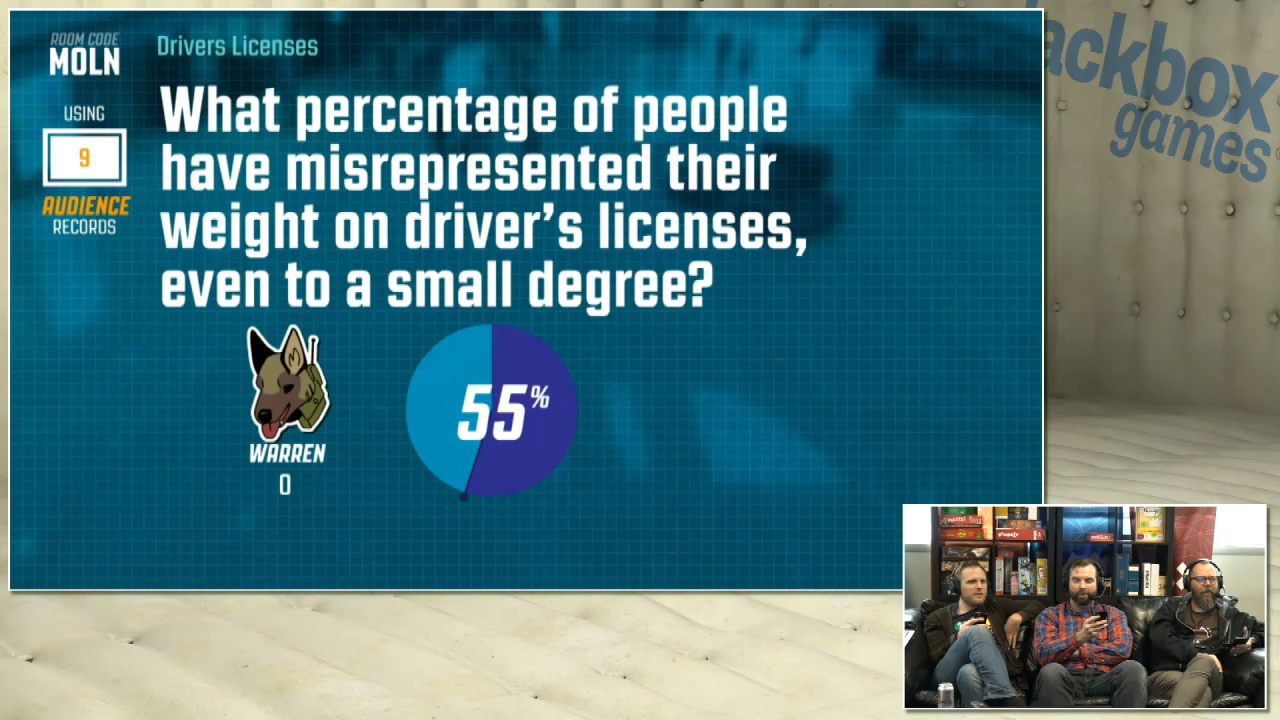 ROOM CODE
MOLN
Drivers Licenses
USING
9
AUDIENCE
RECORDS
What percentage of people
have misrepresented their
weight on driver's licenses,
even to a small degree?
WARREN
0
55%
ackbox
games